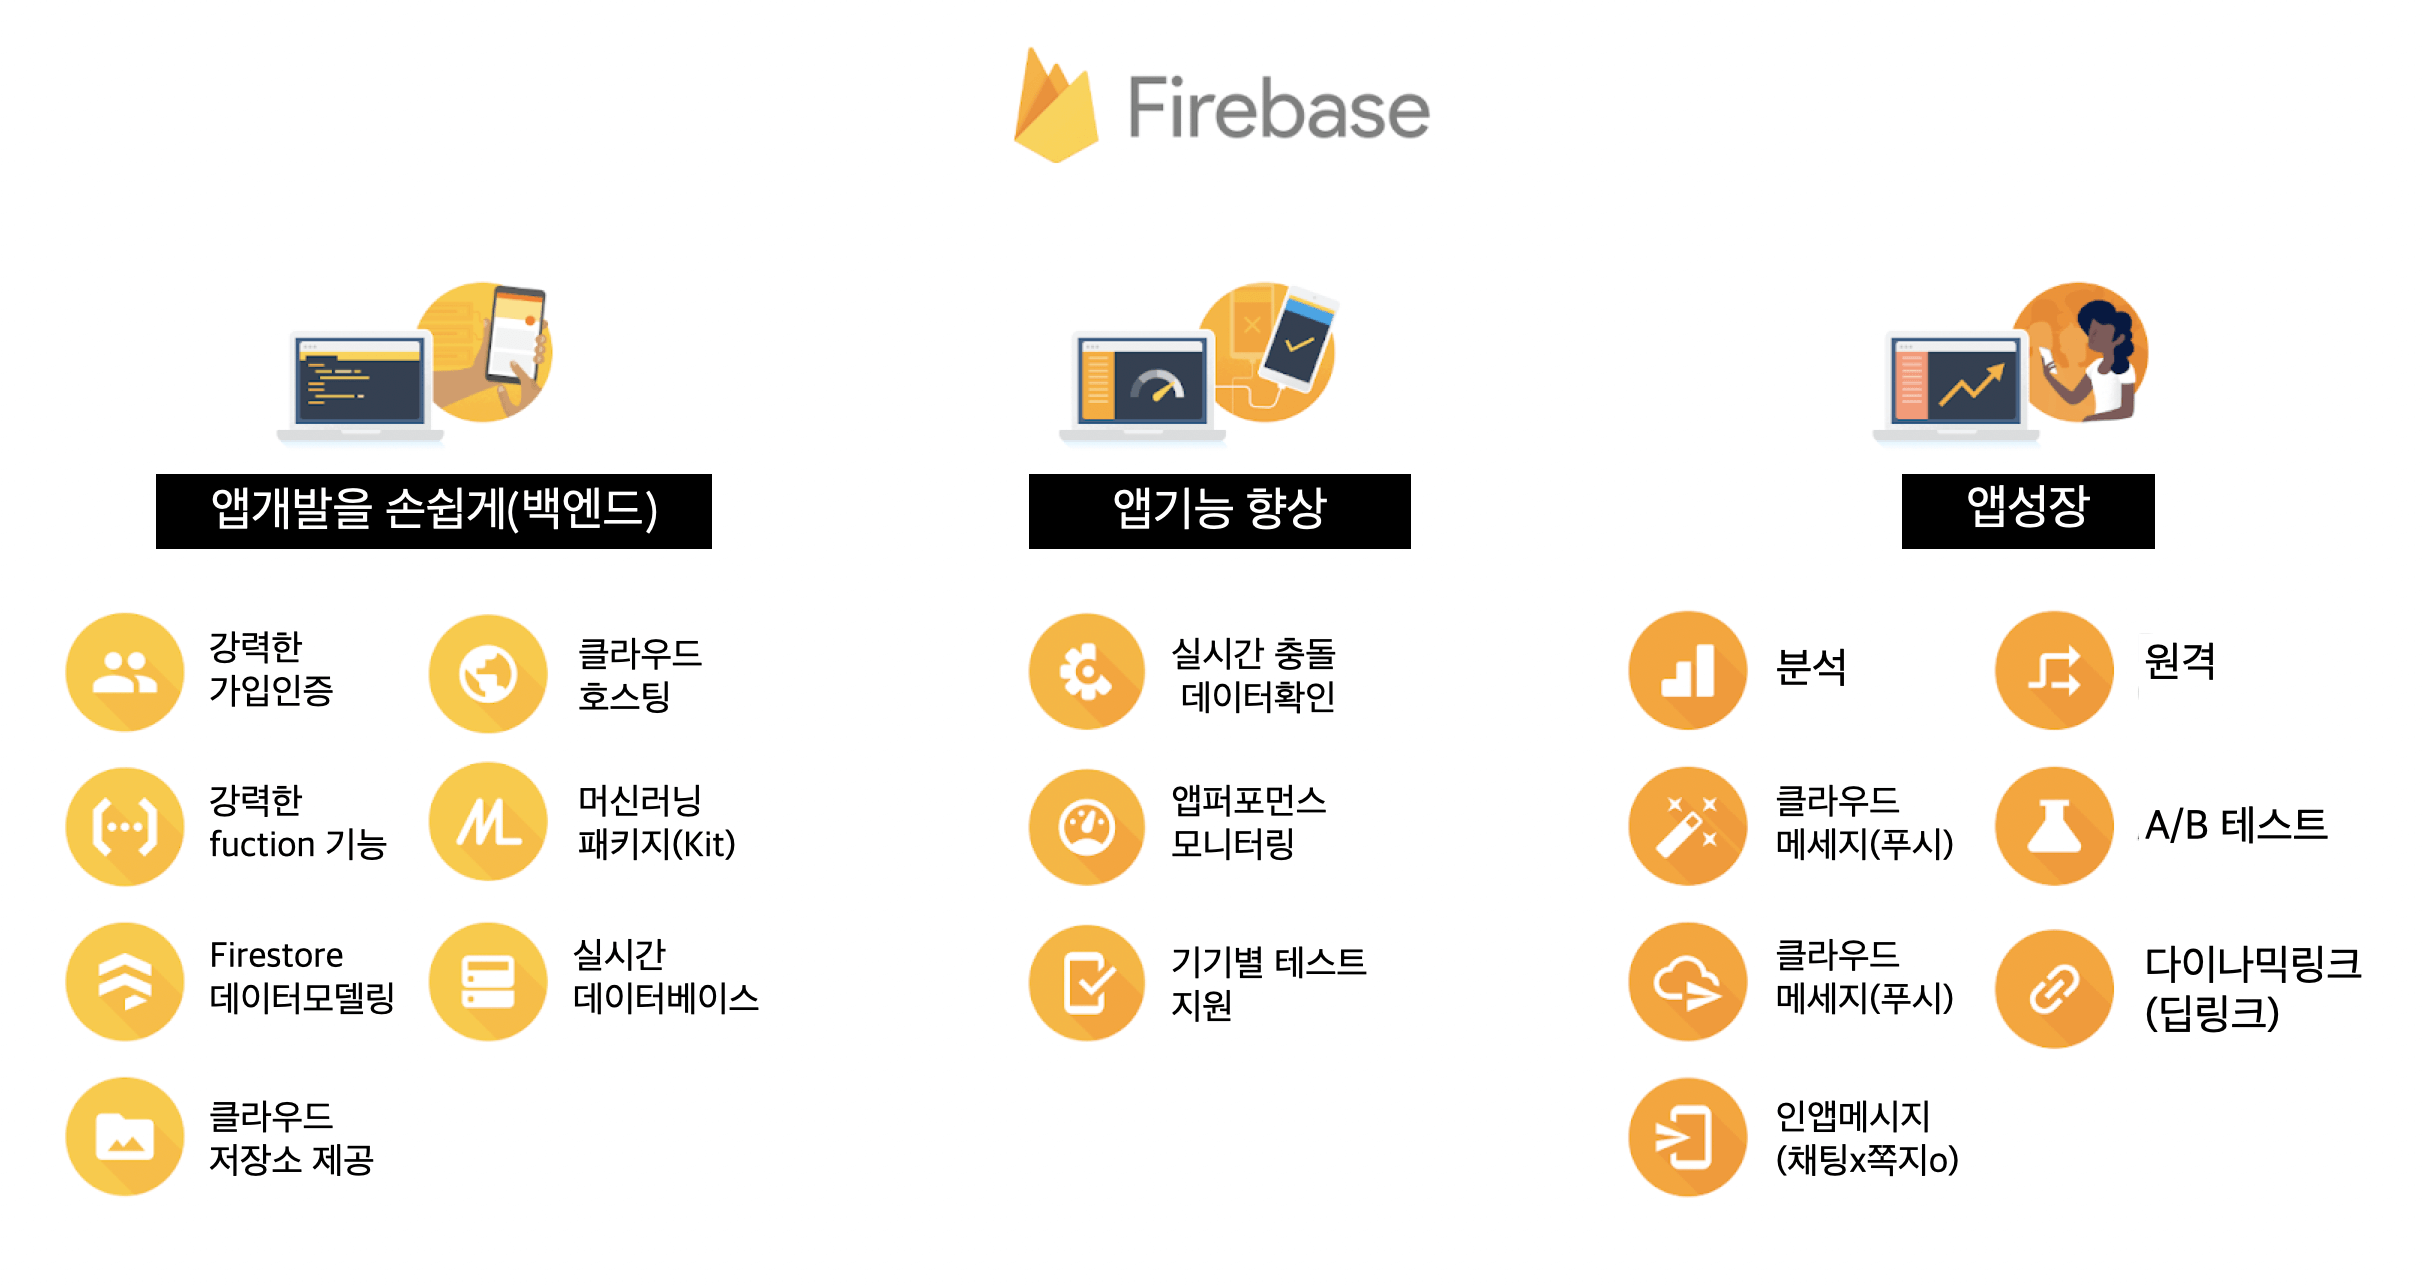 Firebase
앱개발을 손쉽게(백엔드)
강력한
가입인증
클라우드
호스팅
강력한
fuction 기능
머신러닝
패키지(Kit)
Firestore
데이터모델링
실시간
데이터베이스
클라우드
저장소 제공
앱기능 향상
실시간 충돌
데이터확인
앱퍼포먼스
모니터링
기기별 테스트
지원
앱성장
분석
원격
클라우드
메세지(푸시)
A/B 테스트
클라우드
메세지(푸시)
다이나믹링크
(딥링크)
인앱메시지
(채팅x쪽지o)